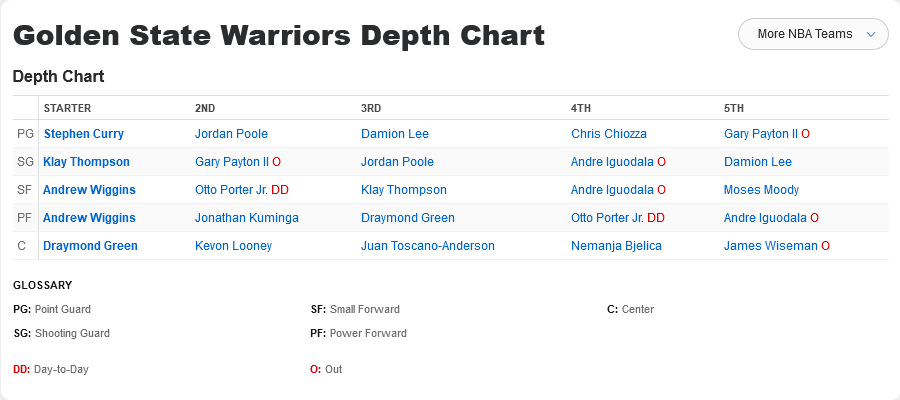 Golden State Warriors Depth Chart
More NBA Teams
Depth Chart
STARTER 2ND 3RD 4TH 5TH
PG Stephen Curry Jordan Poole Damion Lee Chris Chiozza Gary Payton II O
SG Klay Thompson Gary Payton II O Jordan Poole Andre Iguodala O Damion Lee
SF Andrew Wiggins Otto Porter Jr. DD Klay Thompson Andre Iguodala O Moses Moody
PF Andrew Wiggins Jonathan Kuminga Draymond Green Otto Porter Jr. DD Andre Iguodala O
C Draymond Green Kevon Looney Juan Toscano-Anderson Nemanja Bjelica James Wiseman O
GLOSSARY
PG: Point Guard SF: Small Forward C: Center
SG: Shooting Guard PF: Power Forward
DD: Day-to-Day O: Out